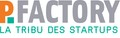 P.FACTORY
LA TRIBU DES STARTUPS